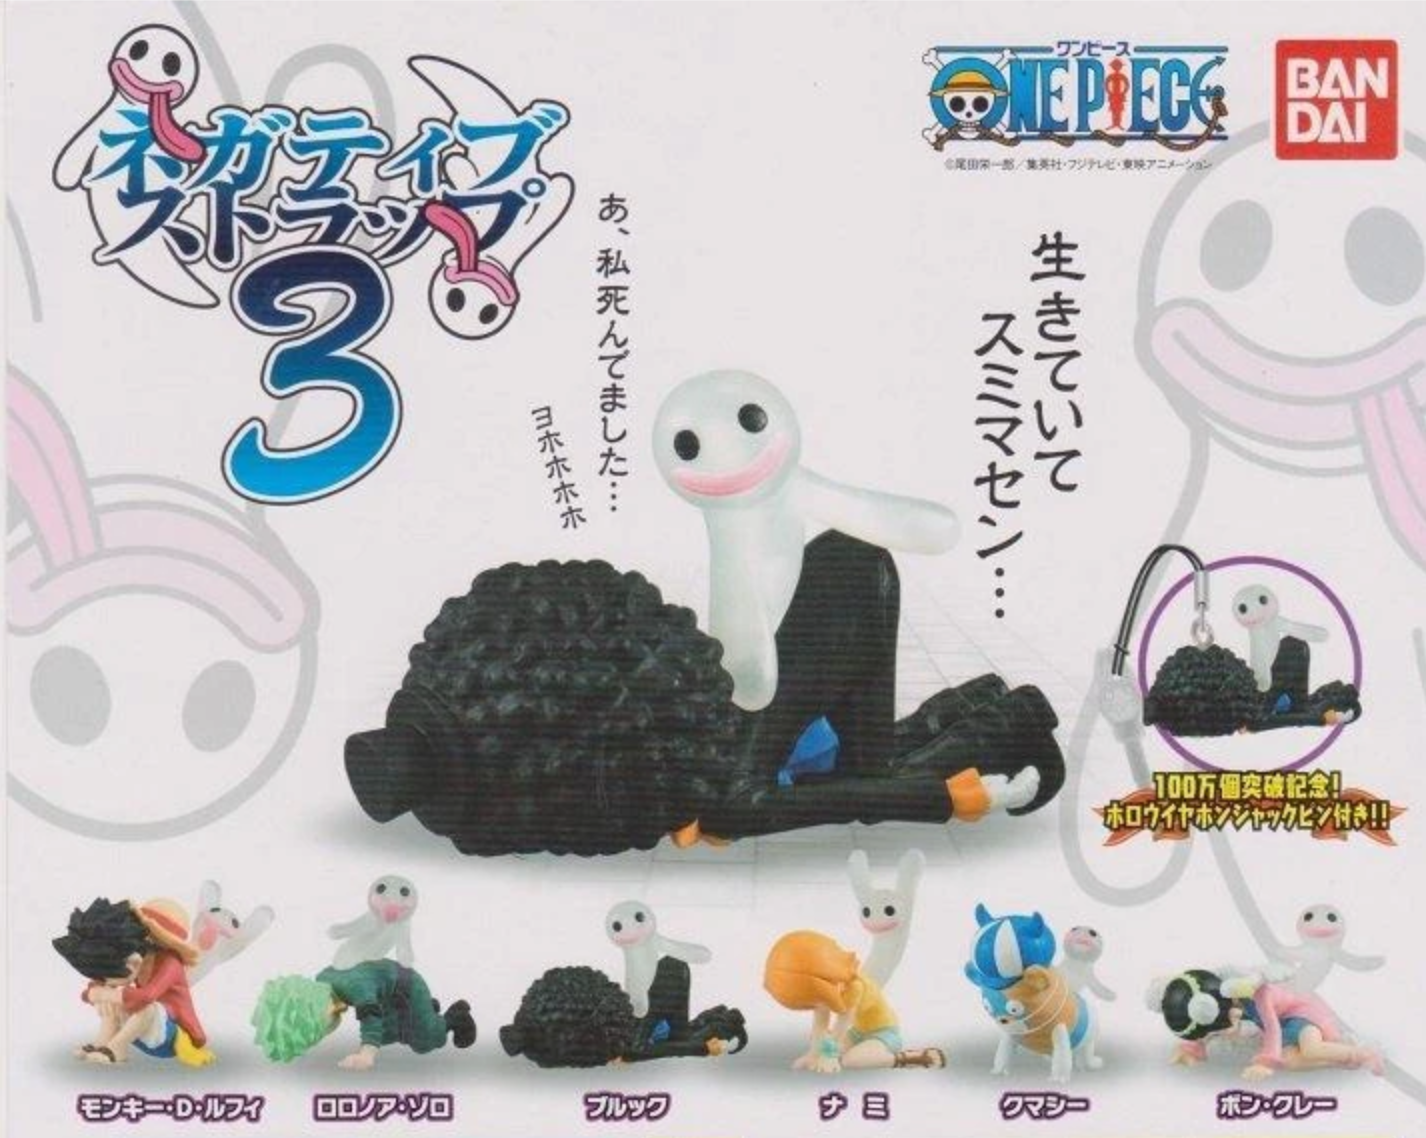 ネガティブ
ストラップ
3
ワンピース
ONE PIECE
©尾田栄一郎／集英社・フジテレビ・東映アニメーション
BAN
DAI
あ、私死んでました…
ヨホホホホ
生きていて
スミマセン…
100万個突破記念!
ホロウイヤホンジャックピン付き!!
モンキー・D・ルフィ
ロロノア・ゾロ
ブルック
ナミ
クマシー
ボン・クレー